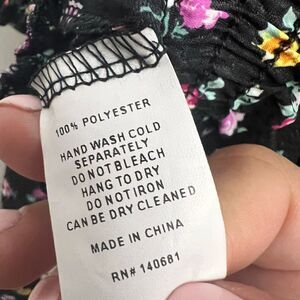 100% POLYESTER
HAND WASH COLD
SEPARATELY
DO NOT BLEACH
HANG TO DRY
DO NOT IRON
CAN BE DRY CLEANED
MADE IN CHINA
RN# 140681